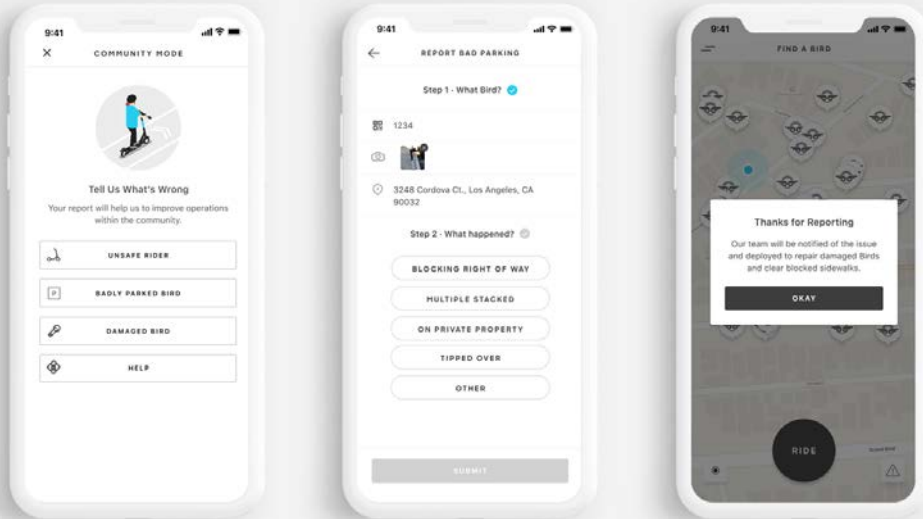 9:41
COMMUNITY MODE
Tell Us What's Wrong
Your report will help us to improve operations
within the community.
UNSAFE RIDER
P
BADLY PARKED BIRD
DAMAGED BIRD
HELP
9:41
REPORT BAD PARKING
Step 1 - What Bird?
1234
3248 Cordova Ct., Los Angeles, CA
90032
Step 2 - What happened?
BLOCKING RIGHT OF WAY
MULTIPLE STACKED
ON PRIVATE PROPERTY
TIPPED OVER
OTHER
SUBMIT
9:41
FIND A BIRD
Thanks for Reporting
Our team will be notified of the issue
and deployed to repair damaged Birds
and clear blocked sidewalks.
OKAY
RIDE